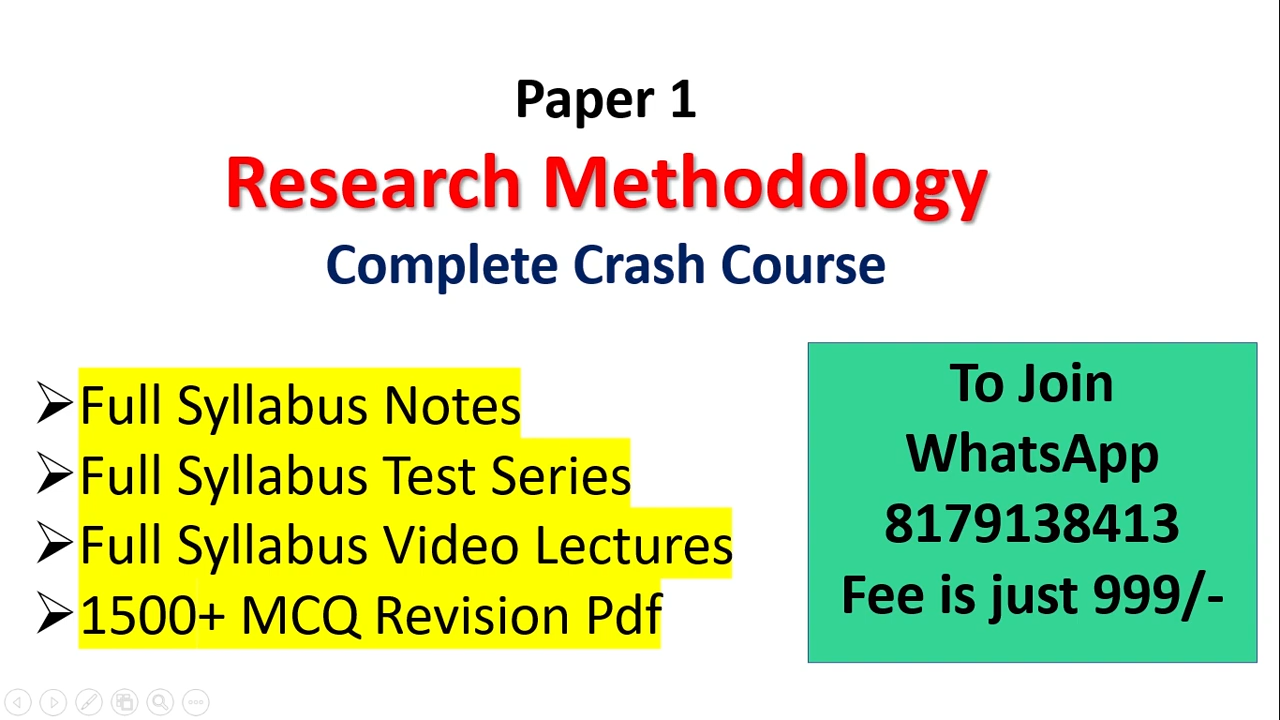 Paper 1
Research Methodology
Complete Crash Course
Full Syllabus Notes
Full Syllabus Test Series
Full Syllabus Video Lectures
1500+ MCQ Revision Pdf
To Join
WhatsApp
8179138413
Fee is just 999/-